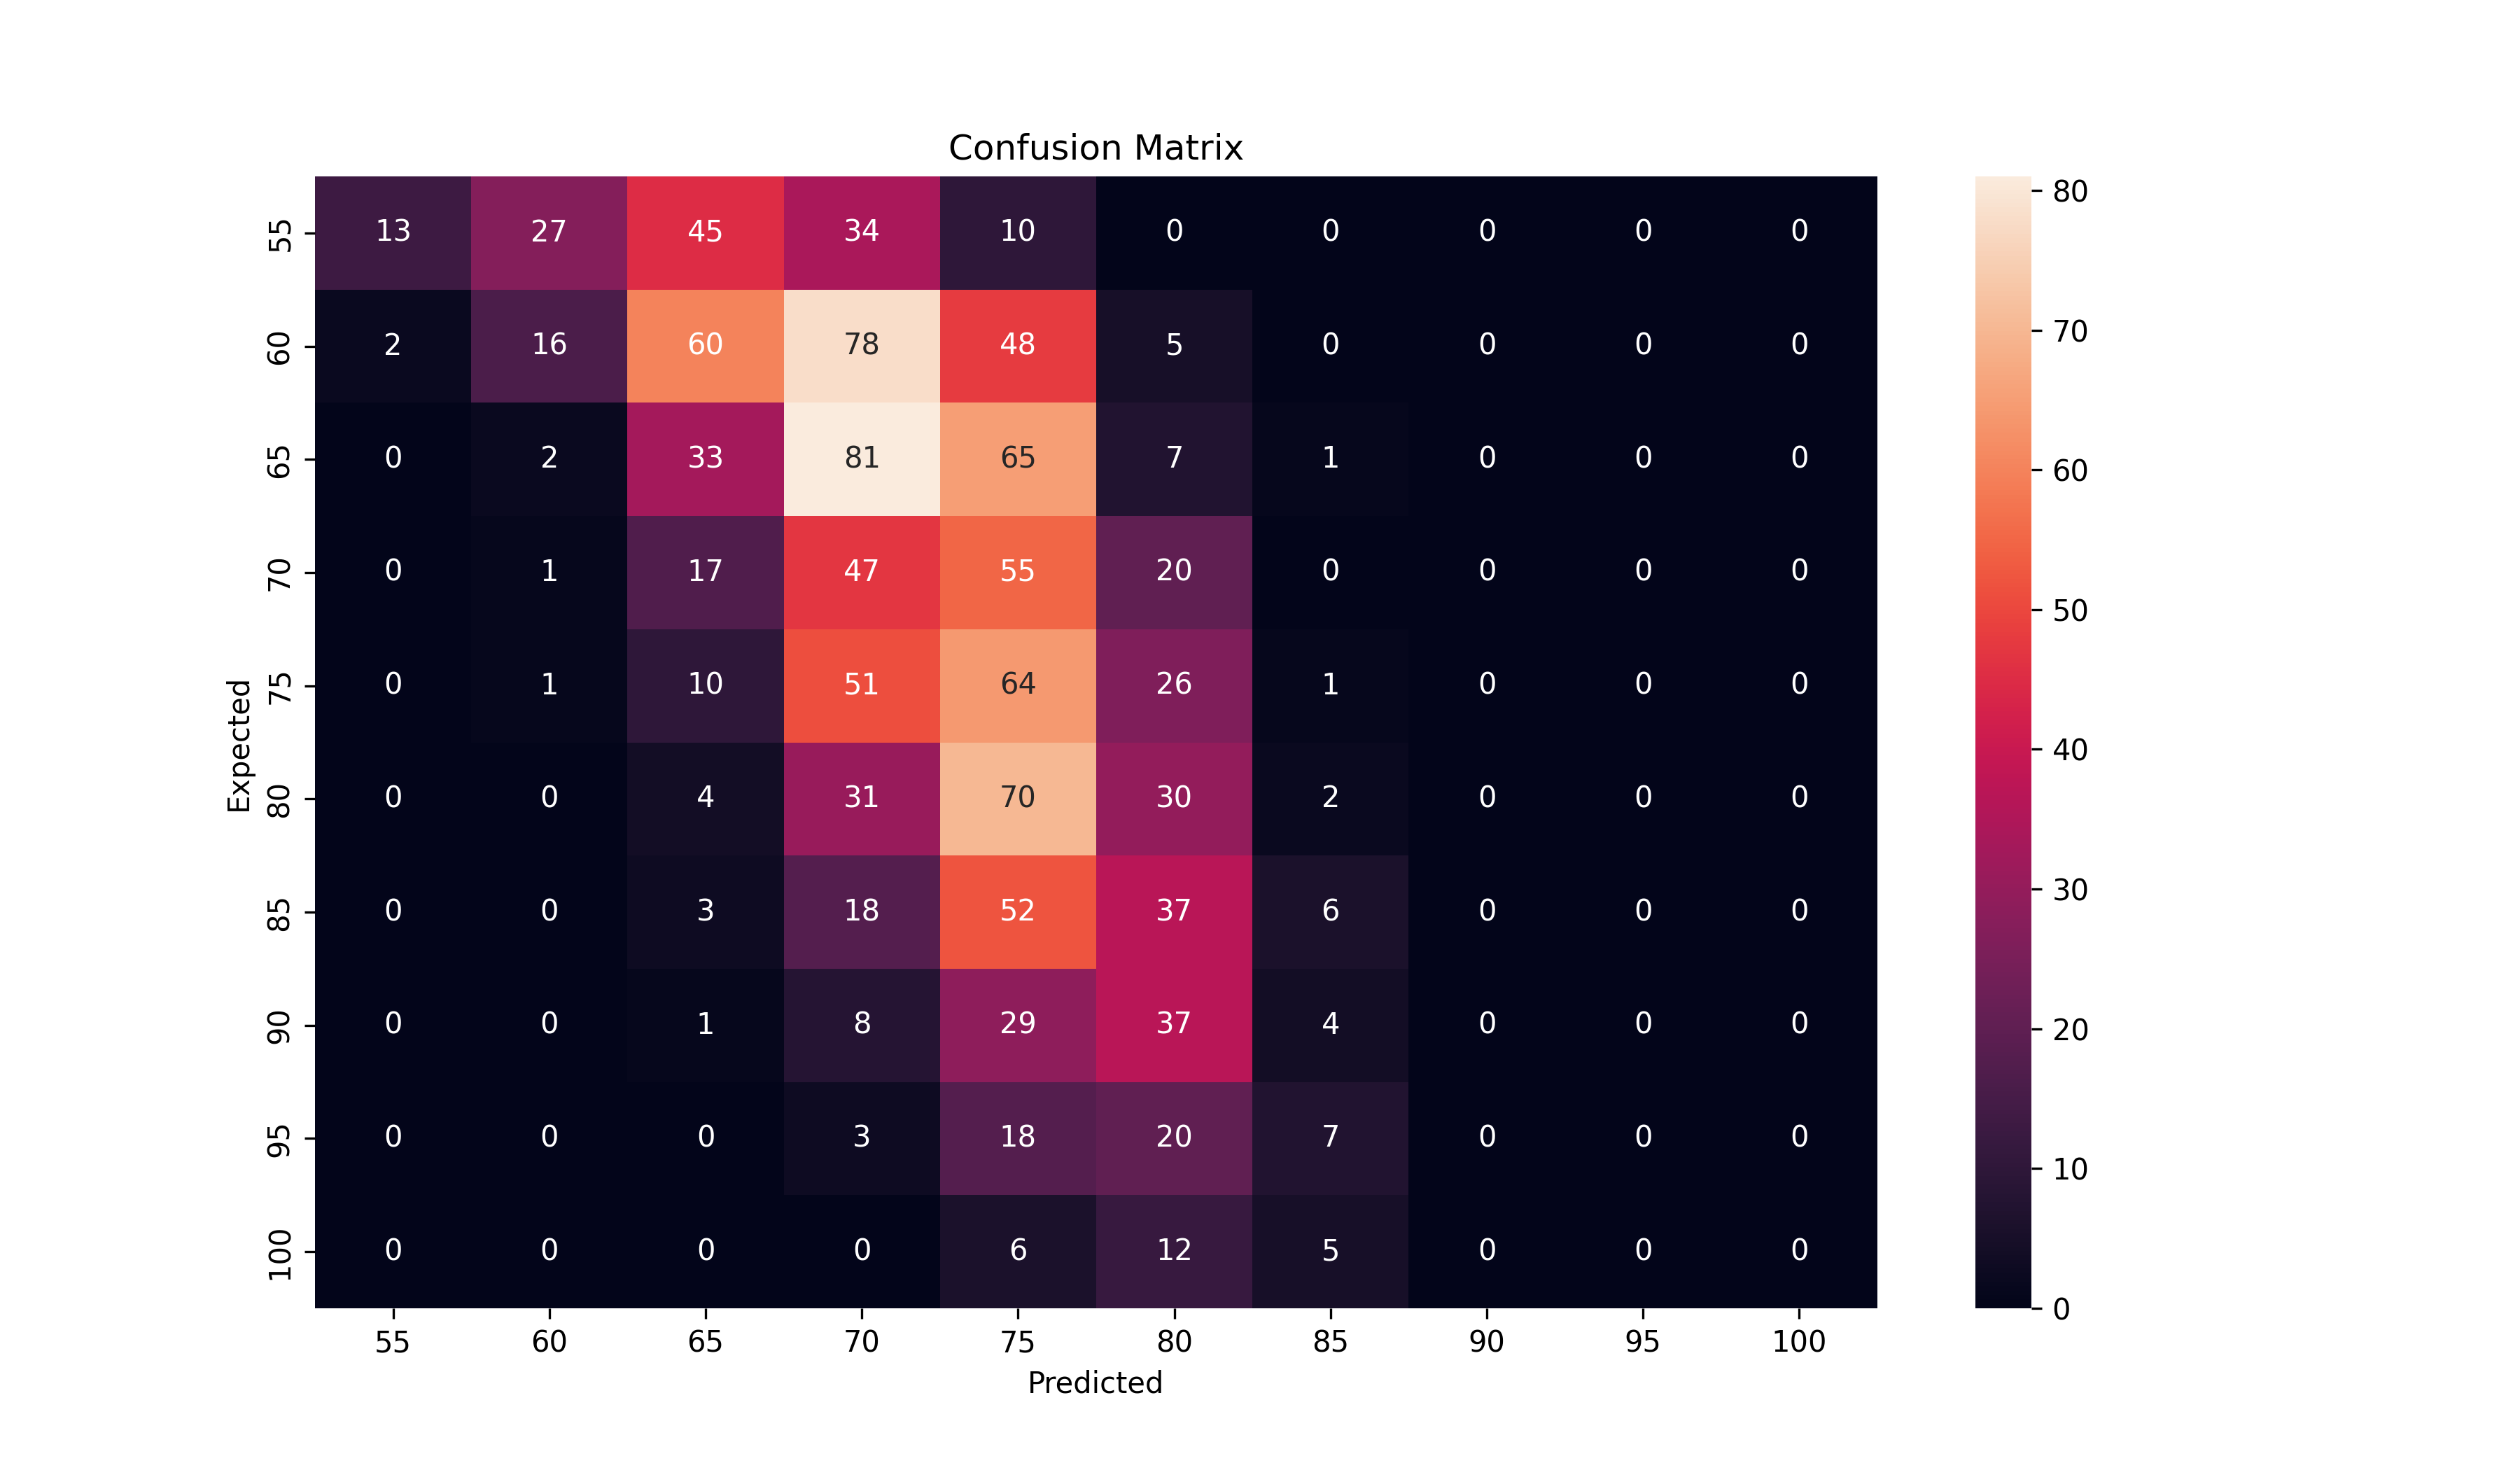 Confusion Matrix
55 13 27 45 34 10 0 0 0 0 0
60 2 16 60 78 48 5 0 0 0 0
65 0 2 33 81 65 7 1 0 0 0
70 0 1 17 47 55 20 0 0 0 0
75 0 1 10 51 64 26 1 0 0 0
80 0 0 4 31 70 30 2 0 0 0
85 0 0 3 18 52 37 6 0 0 0
90 0 0 1 8 29 37 4 0 0 0
95 0 0 0 3 18 20 7 0 0 0
100 0 0 0 0 6 12 5 0 0 0
55 60 65 70 75 80 85 90 95 100
Predicted
Expected
80
70
60
50
40
30
20
10
0